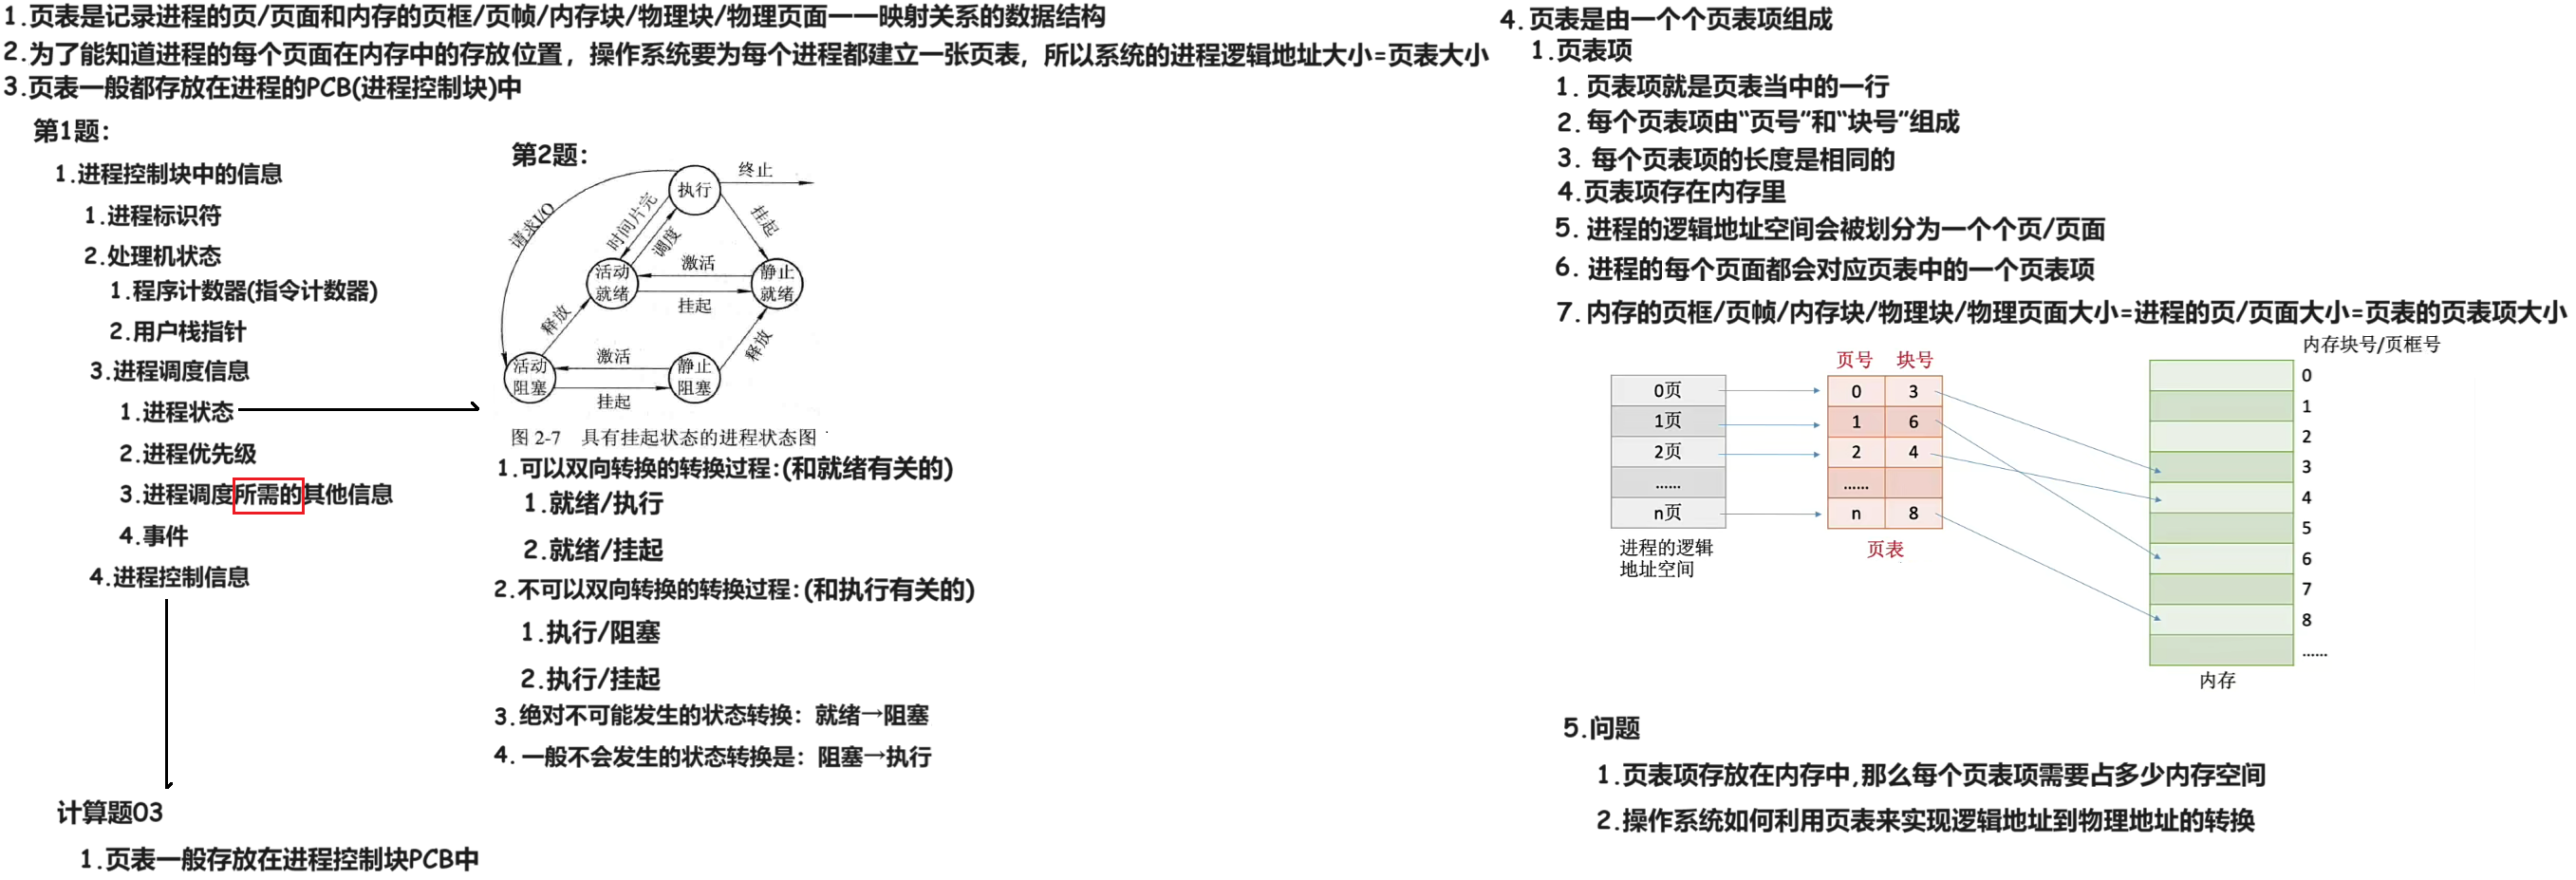 1.页表是记录进程的页/页面和内存的页框/页帧/内存块/物理块/物理页面——映射关系的数据结构
2.为了能知道进程的每个页面在内存中的存放位置，操作系统要为每个进程都建立一张页表，所以系统的进程逻辑地址大小=页表大小
3.页表一般都存放在进程的PCB(进程控制块)中
第1题：
1.进程控制块中的信息
1.进程标识符
2.处理机状态
1.程序计数器(指令计数器)
2.用户栈指针
3.进程调度信息
1.进程状态
2.进程优先级
3.进程调度所需的其他信息
4.事件
4.进程控制信息
计算题03
1.页表一般存放在进程控制块PCB中
第2题：
执行
终止
请求I/O
时间片完
调度
挂起
活动
就绪
激活
挂起
静止
就绪
释放
释放
活动
阻塞
激活
挂起
静止
阻塞
图 2-7 具有挂起状态的进程状态图
1.可以双向转换的转换过程：(和就绪有关的)
1.就绪/执行
2.就绪/挂起
2.不可以双向转换的转换过程：(和执行有关的)
1.执行/阻塞
2.执行/挂起
3.绝对不可能发生的状态转换：就绪→阻塞
4. 一般不会发生的状态转换是：阻塞→执行
4.页表是由一个个页表项组成
1.页表项
1. 页表项就是页表当中的一行
2. 每个页表项由“页号”和“块号”组成
3. 每个页表项的长度是相同的
4.页表项存在内存里
5. 进程的逻辑地址空间会被划分为一个个页/页面
6. 进程的每个页面都会对应页表中的一个页表项
7. 内存的页框/页帧/内存块/物理块/物理页面大小=进程的页/页面大小=页表的页表项大小
内存块号/页框号
页号 块号
0页
1页
2页
......
n页
进程的逻辑
地址空间
0 3
1 6
2 4
......
n 8
页表
0
1
2
3
4
5
6
7
8
......
内存
5.问题
1.页表项存放在内存中,那么每个页表项需要占多少内存空间
2.操作系统如何利用页表来实现逻辑地址到物理地址的转换